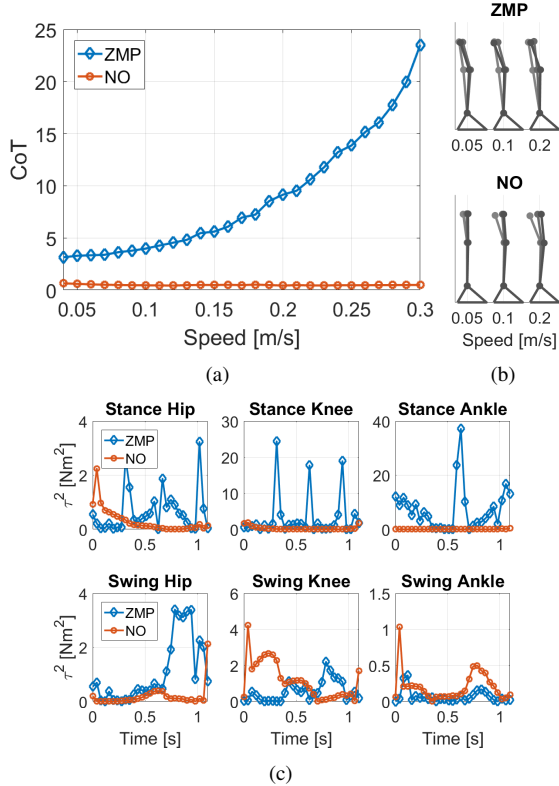 25
20
15
10
5
0
CoT
ZMP
NO
0.05
0.1
0.15
0.2
0.25
0.3
Speed [m/s]
(a)
ZMP
0.05
0.1
0.2
NO
0.05
0.1
0.2
Speed [m/s]
(b)
Stance Hip
Stance Knee
Stance Ankle
τ² [Nm²]
4
2
0
ZMP
NO
0
0.5
1
30
20
10
0
0
0.5
1
40
20
0
0
0.5
1
Swing Hip
Swing Knee
Swing Ankle
τ² [Nm²]
4
2
0
ZMP
NO
0
0.5
1
6
4
2
0
0
0.5
1
1.5
1
0.5
0
0
0.5
1
Time [s]
Time [s]
Time [s]
(c)